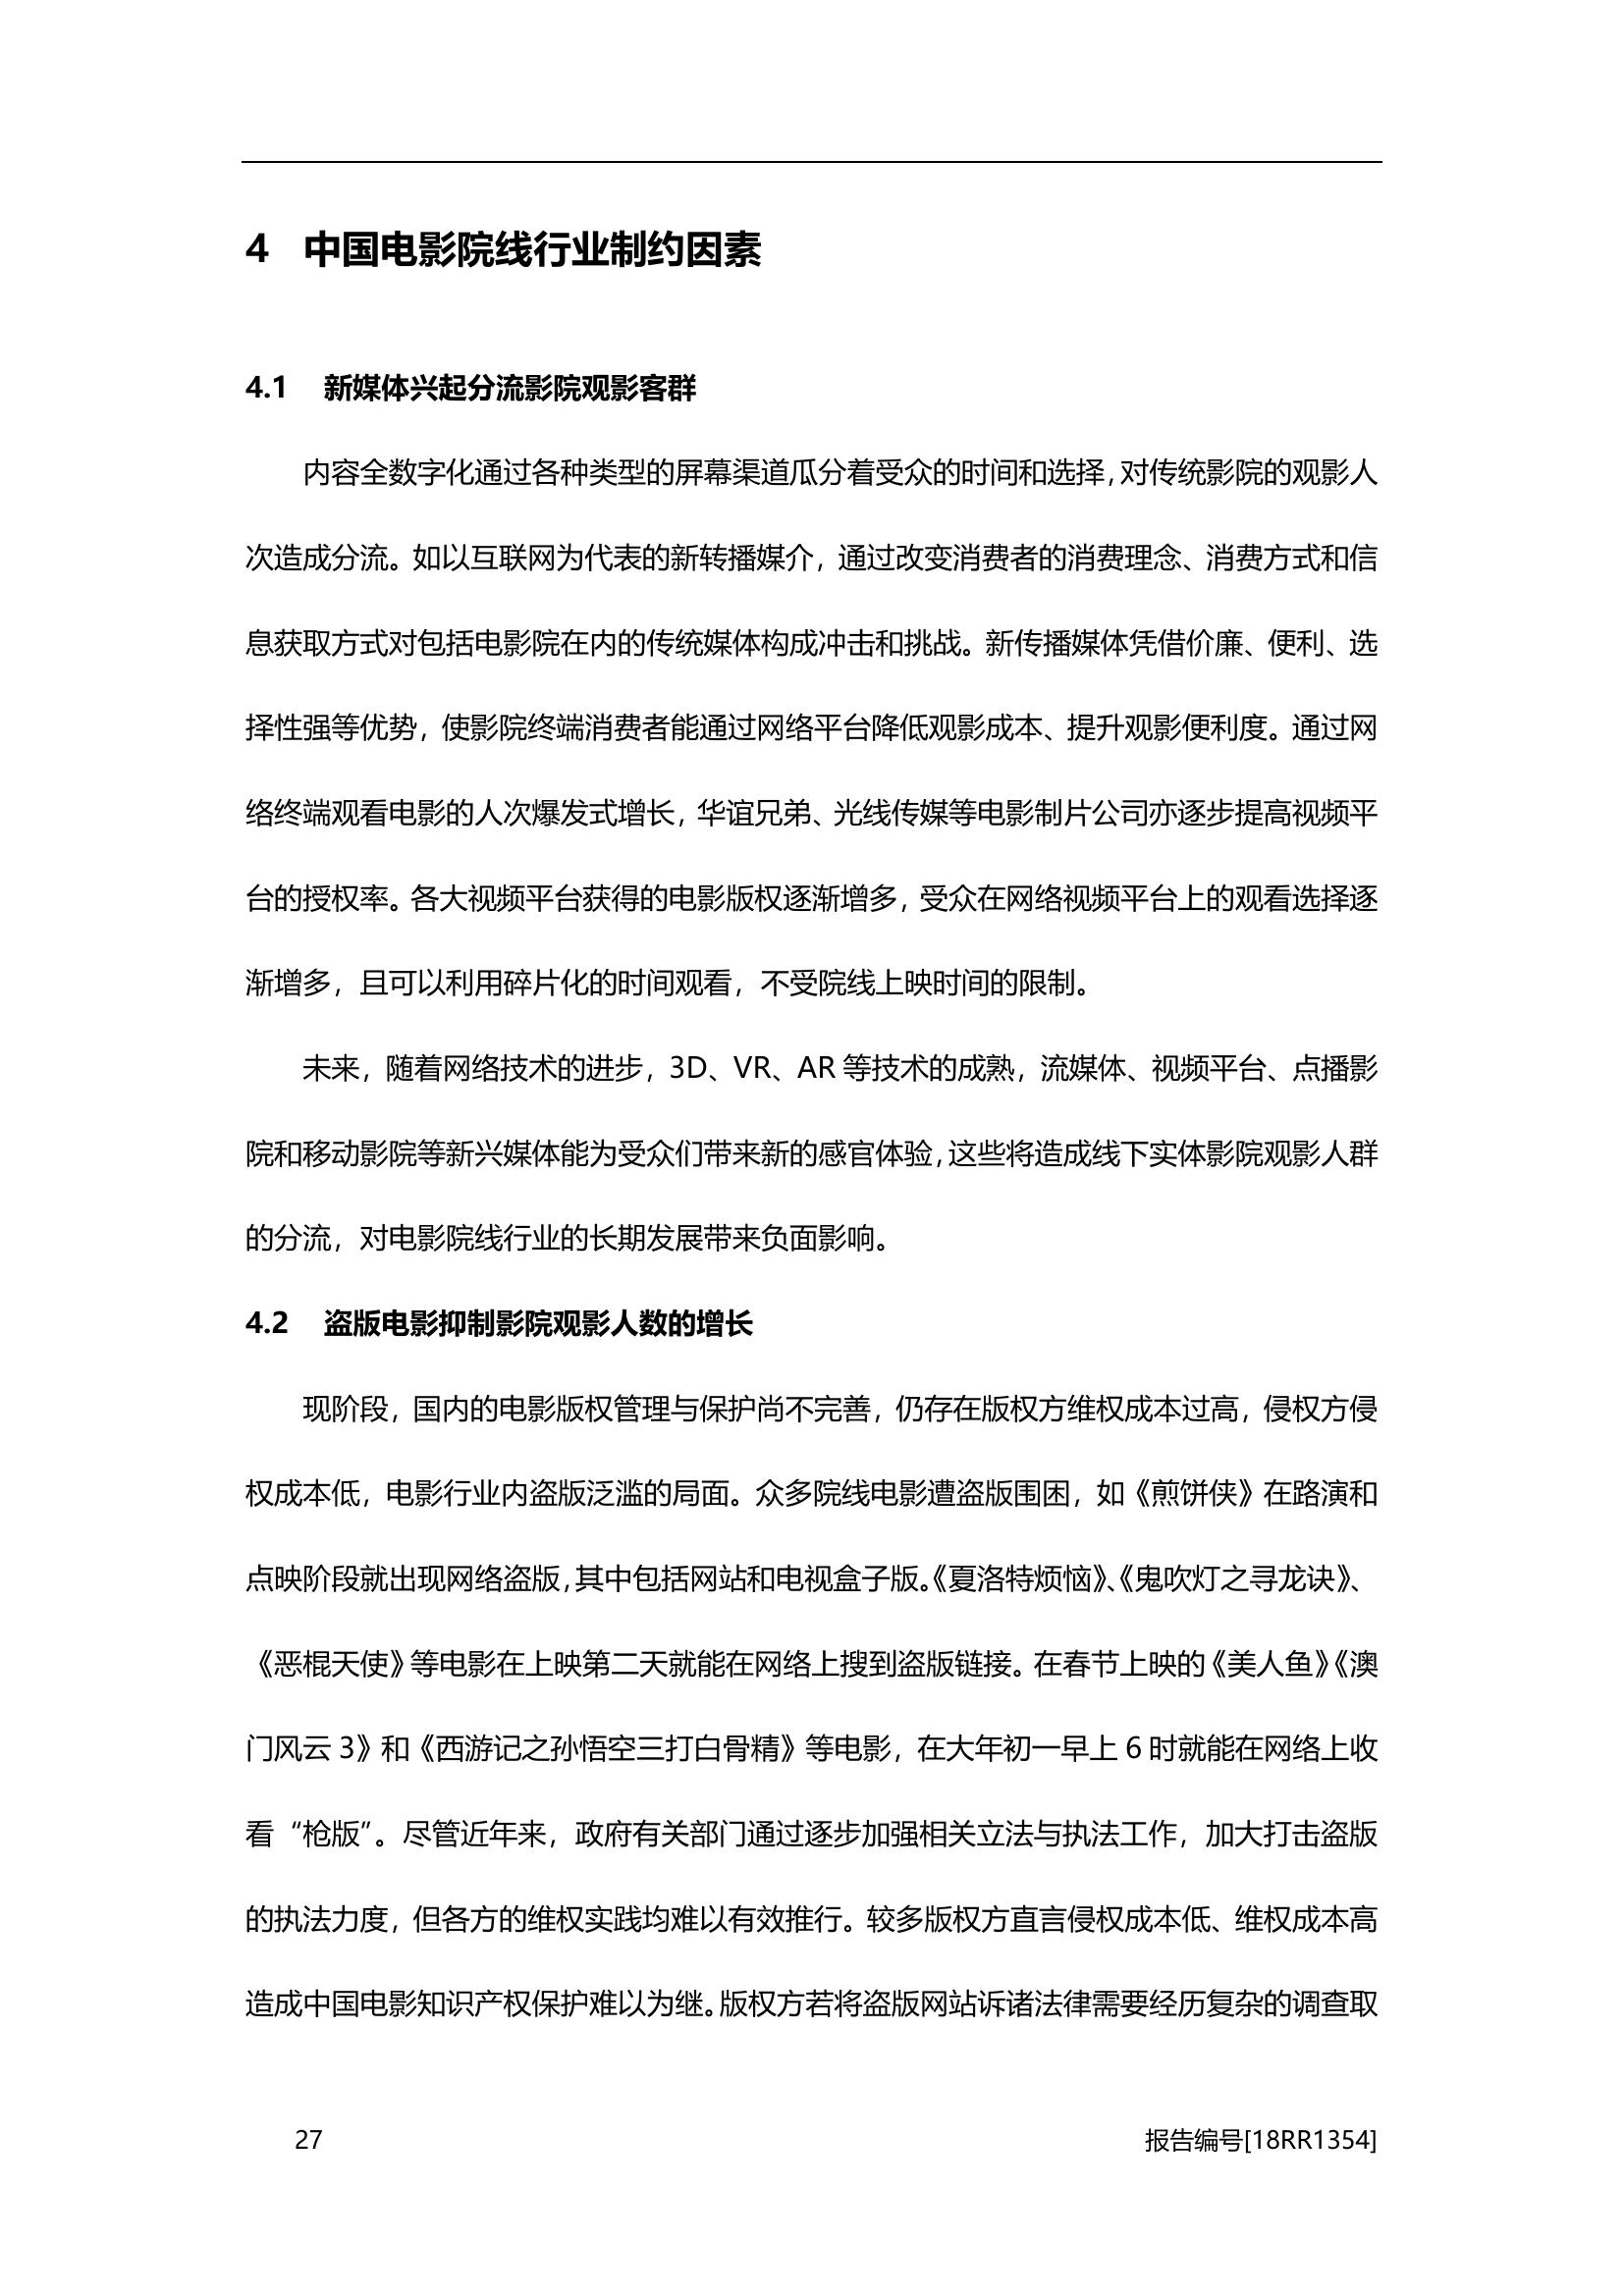 4 中国电影院线行业制约因素
4.1 新媒体兴起分流影院观影客群
内容全数字化通过各种类型的屏幕渠道瓜分着受众的时间和选择，对传统影院的观影人
次造成分流。如以互联网为代表的新转播媒介，通过改变消费者的消费理念、消费方式和信
息获取方式对包括电影院在内的传统媒体构成冲击和挑战。新传播媒体凭借价廉、便利、选
择性强等优势，使影院终端消费者能通过网络平台降低观影成本、提升观影便利度。通过网
络终端观看电影的人次爆发式增长，华谊兄弟、光线传媒等电影制片公司亦逐步提高视频平
台的授权率。各大视频平台获得的电影版权逐渐增多，受众在网络视频平台上的观看选择逐
渐增多，且可以利用碎片化的时间观看，不受院线上映时间的限制。
未来，随着网络技术的进步，3D、VR、AR 等技术的成熟，流媒体、视频平台、点播影
院和移动影院等新兴媒体能为受众们带来新的感官体验，这些将造成线下实体影院观影人群
的分流，对电影院线行业的长期发展带来负面影响。
4.2 盗版电影抑制影院观影人数的增长
现阶段，国内的电影版权管理与保护尚不完善，仍存在版权方维权成本过高，侵权方侵
权成本低，电影行业内盗版泛滥的局面。众多院线电影遭盗版围困，如《煎饼侠》在路演和
点映阶段就出现网络盗版，其中包括网站和电视盒子版。《夏洛特烦恼》、《鬼吹灯之寻龙诀》、
《恶棍天使》等电影在上映第二天就能在网络上搜到盗版链接。在春节上映的《美人鱼》《澳
门风云 3》和《西游记之孙悟空三打白骨精》等电影，在大年初一早上 6 时就能在网络上收
看“枪版”。尽管近年来，政府有关部门通过逐步加强相关立法与执法工作，加大打击盗版
的执法力度，但各方的维权实践均难以有效推行。较多版权方直言侵权成本低、维权成本高
造成中国电影知识产权保护难以为继。版权方若将盗版网站诉诸法律需要经历复杂的调查取
27 报告编号[18RR1354]